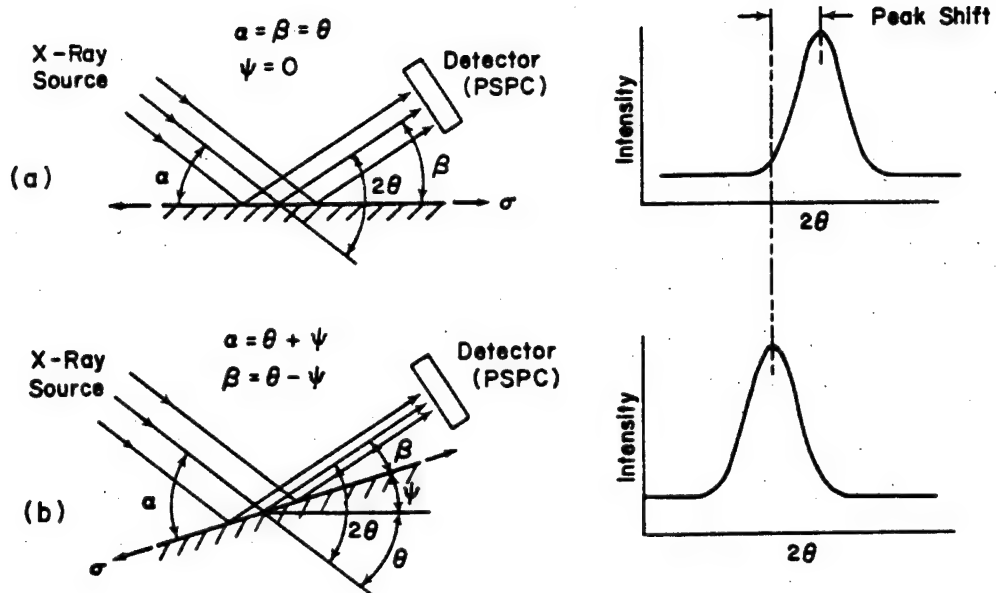 α = β = θ
ψ = 0
X-Ray
Source
Detector
(PSPC)
(a)
α
2θ
β
σ
Peak Shift
Intensity
2θ
α = θ + ψ
β = θ - ψ
X-Ray
Source
Detector
(PSPC)
(b)
α
β
ψ
2θ
θ
σ
Intensity
2θ